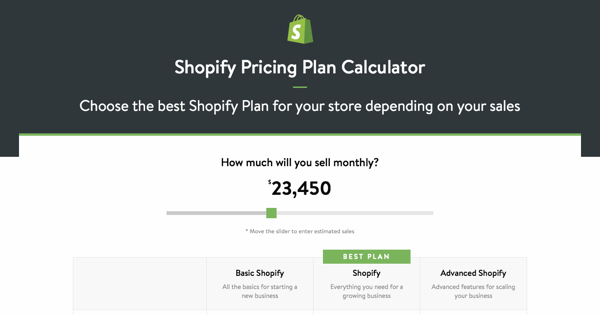 Shopify Pricing Plan Calculator
Choose the best Shopify Plan for your store depending on your sales
How much will you sell monthly?
$23,450
* Move the slider to enter estimated sales
BEST PLAN
Basic Shopify
All the basics for starting a
new business
Shopify
Everything you need for a
growing business
Advanced Shopify
Advanced features for scaling
your business